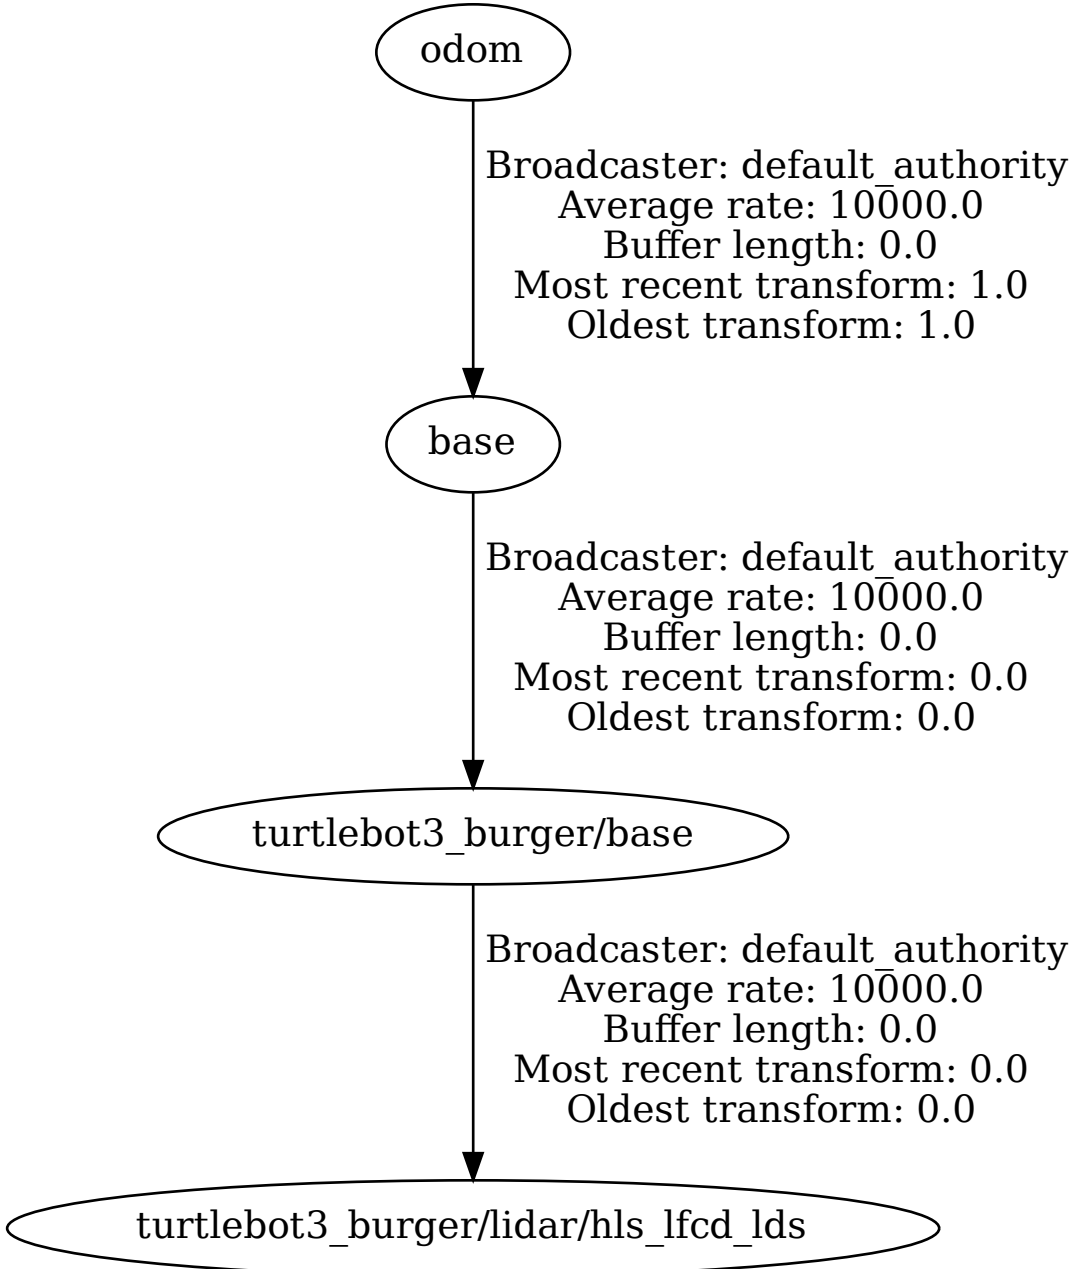 odom
Broadcaster: default_authority
Average rate: 10000.0
Buffer length: 0.0
Most recent transform: 1.0
Oldest transform: 1.0
base
Broadcaster: default_authority
Average rate: 10000.0
Buffer length: 0.0
Most recent transform: 0.0
Oldest transform: 0.0
turtlebot3_burger/base
Broadcaster: default_authority
Average rate: 10000.0
Buffer length: 0.0
Most recent transform: 0.0
Oldest transform: 0.0
turtlebot3_burger/lidar/hls_lfcd_lds